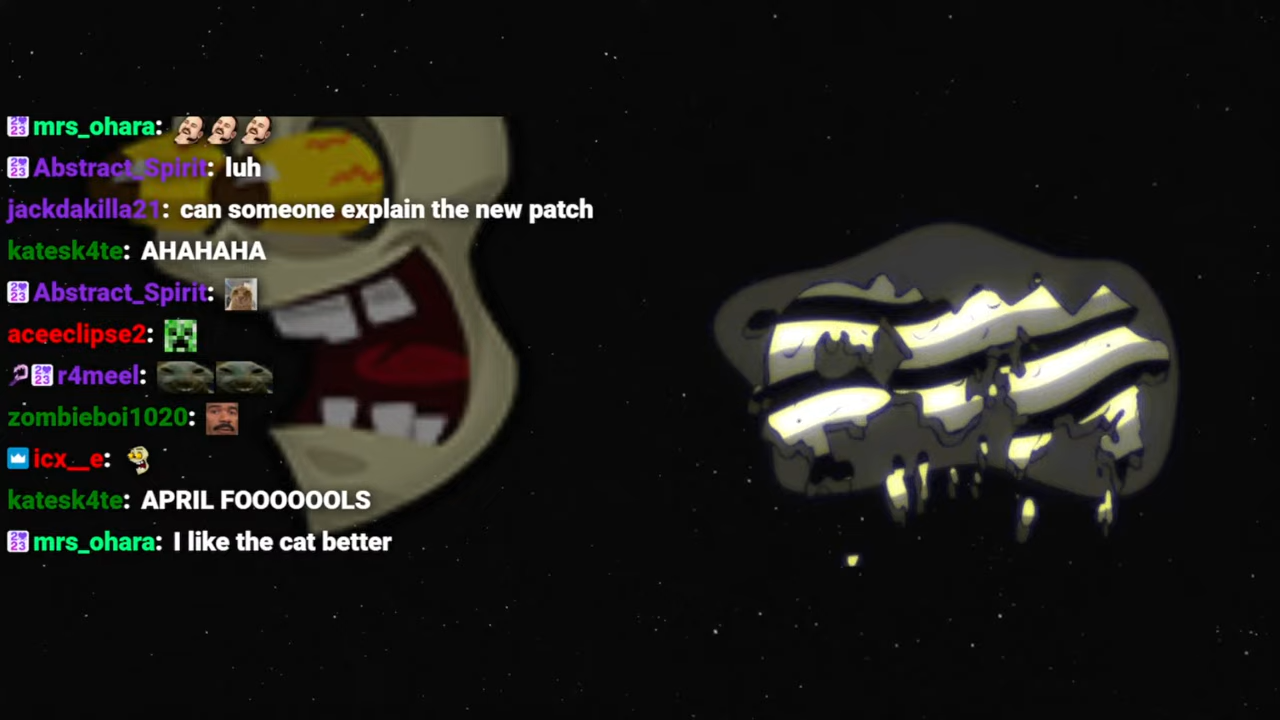 mrs_ohara:
Abstract_Spirit: luh
jackdakilla21: can someone explain the new patch
katesk4te: AHAHAHA
Abstract_Spirit:
aceeclipse2:
r4meel:
zombieboi1020:
icx__e:
katesk4te: APRIL FOOOOOOLS
mrs_ohara: I like the cat better